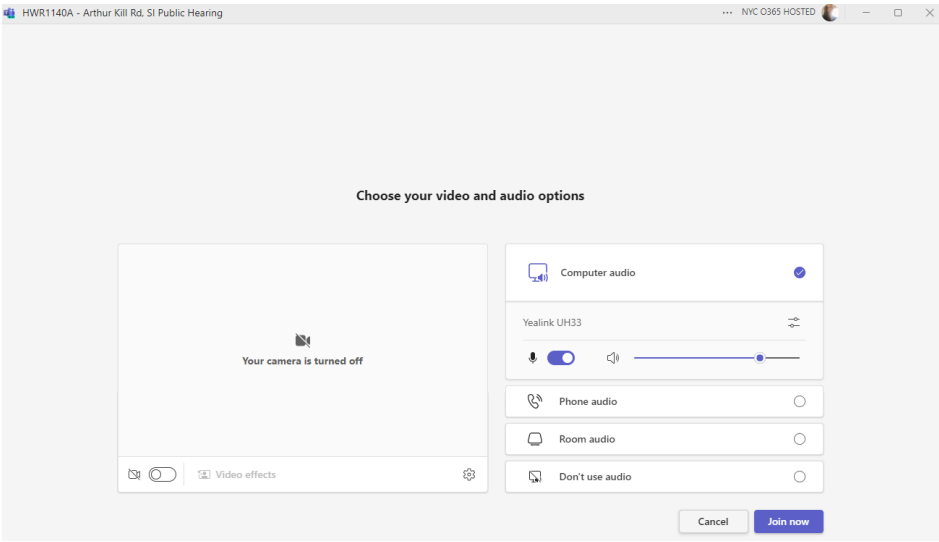 HWR1140A - Arthur Kill Rd, SI Public Hearing
... NYC O365 HOSTED
Choose your video and audio options
Your camera is turned off
Video effects
Computer audio
Yealink UH33
Phone audio
Room audio
Don't use audio
Cancel
Join now